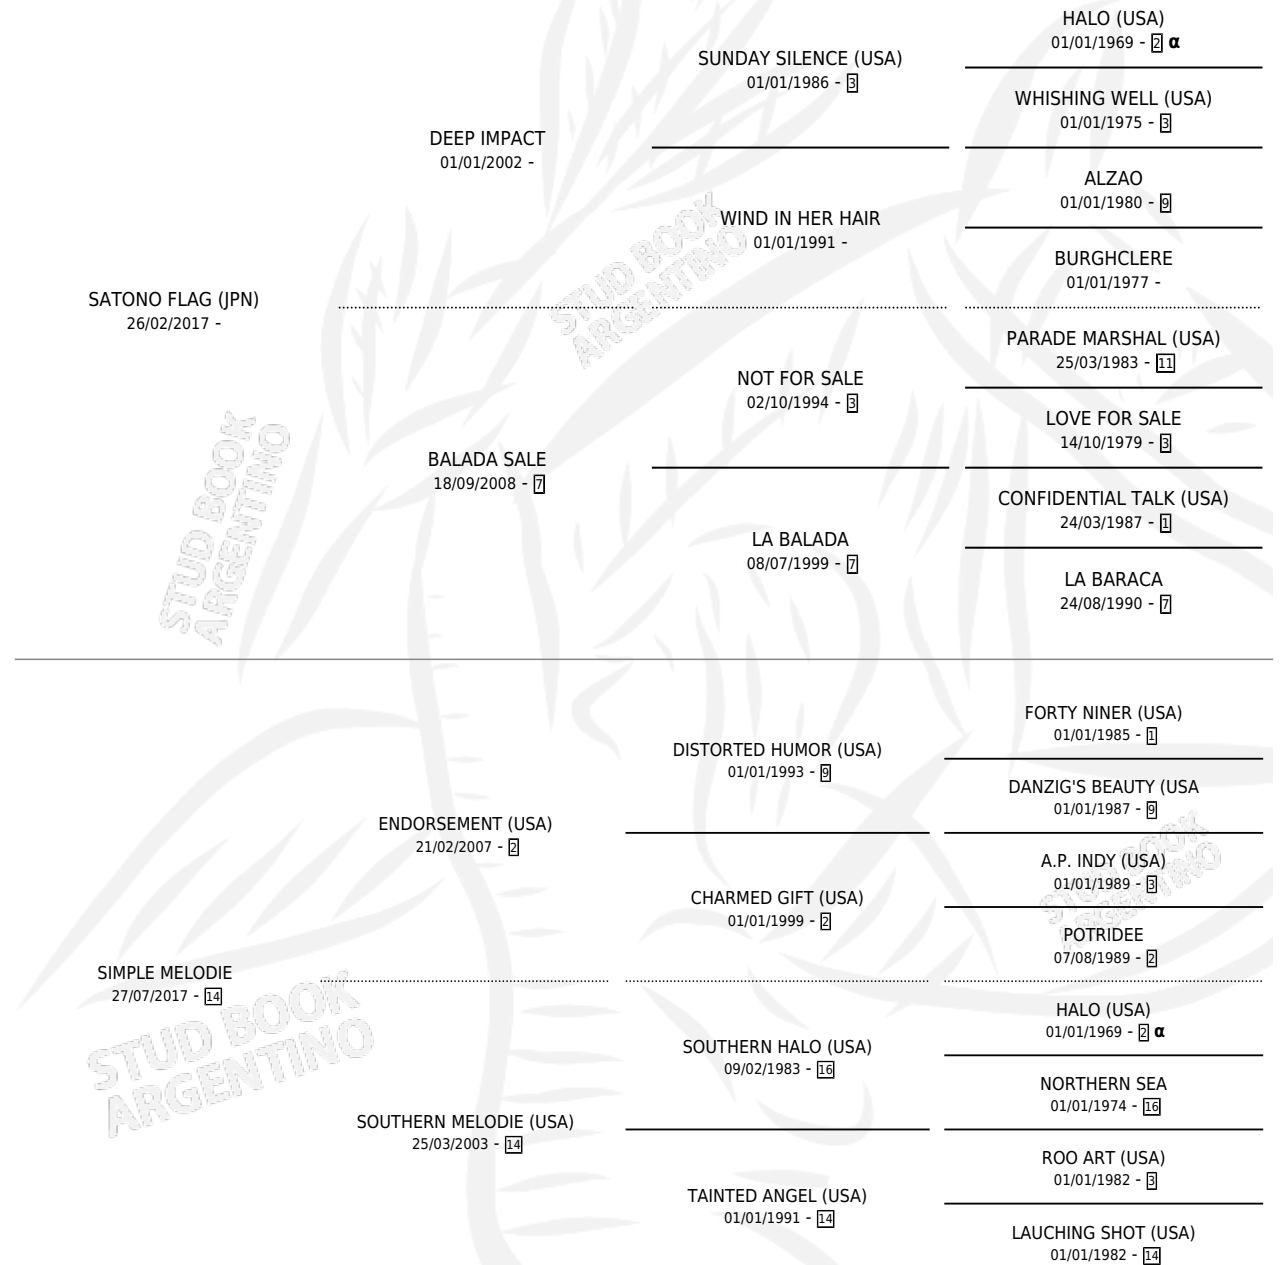 HALO (USA)
01/01/1969 - 2 α
SUNDAY SILENCE (USA)
01/01/1986 - 3
WHISHING WELL (USA)
01/01/1975 - 3
DEEP IMPACT
01/01/2002 -
ALZAO
01/01/1980 - 9
WIND IN HER HAIR
01/01/1991 -
BURGHCLERE
01/01/1977 -
SATONO FLAG (JPN)
26/02/2017 -
PARADE MARSHAL (USA)
25/03/1983 - 11
NOT FOR SALE
02/10/1994 - 3
LOVE FOR SALE
14/10/1979 - 3
BALADA SALE
18/09/2008 - 7
CONFIDENTIAL TALK (USA)
24/03/1987 - 1
LA BALADA
08/07/1999 - 7
LA BARACA
24/08/1990 - 7
FORTY NINER (USA)
01/01/1985 - 1
DISTORTED HUMOR (USA)
01/01/1993 - 9
DANZIG'S BEAUTY (USA
01/01/1987 - 9
ENDORSEMENT (USA)
21/02/2007 - 2
A.P. INDY (USA)
01/01/1989 - 3
CHARMED GIFT (USA)
01/01/1999 - 2
POTRIDEE
07/08/1989 - 2
SIMPLE MELODIE
27/07/2017 - 14
HALO (USA)
01/01/1969 - 2 α
SOUTHERN HALO (USA)
09/02/1983 - 16
NORTHERN SEA
01/01/1974 - 16
SOUTHERN MELODIE (USA)
25/03/2003 - 14
ROO ART (USA)
01/01/1982 - 3
TAINTED ANGEL (USA)
01/01/1991 - 14
LAUCHING SHOT (USA)
01/01/1982 - 14
STUD BOOK
ARGENTINO
STUD BOOK
ARGENTINO
STUD BOOK
ARGENTINO
STUD BOOK
ARGENTINO